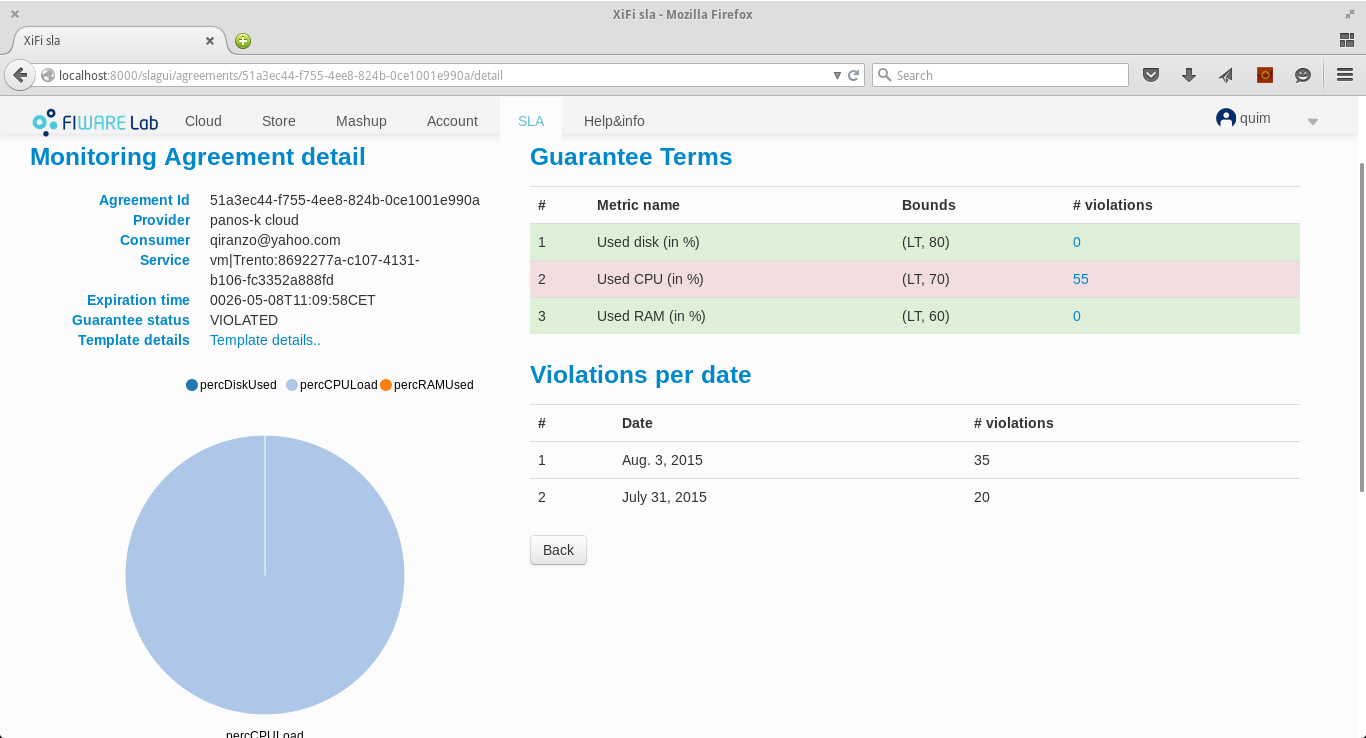 XiFi sla - Mozilla Firefox
XiFi sla
localhost:8000/slagui/agreements/51a3ec44-f755-4ee8-824b-0ce1001e990a/detail
Search
FIWARE Lab
Cloud
Store
Mashup
Account
SLA
Help&info
quim
Monitoring Agreement detail
Agreement Id 51a3ec44-f755-4ee8-824b-0ce1001e990a
Provider panos-k cloud
Consumer qiranzo@yahoo.com
Service vm|Trento:8692277a-c107-4131-
b106-fc3352a888fd
Expiration time 0026-05-08T11:09:58CET
Guarantee status VIOLATED
Template details Template details..
percDiskUsed percCPULoad percRAMUsed
percCPULoad
Guarantee Terms
# Metric name Bounds # violations
1 Used disk (in %) (LT, 80) 0
2 Used CPU (in %) (LT, 70) 55
3 Used RAM (in %) (LT, 60) 0
Violations per date
# Date # violations
1 Aug. 3, 2015 35
2 July 31, 2015 20
Back